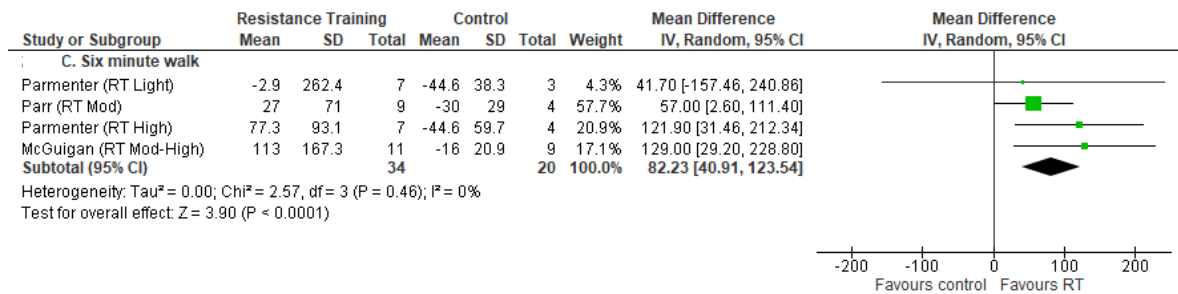 Resistance Training Control Mean Difference Mean Difference
Study or Subgroup Mean SD Total Mean SD Total Weight IV, Random, 95% CI IV, Random, 95% CI
C. Six minute walk
Parmenter (RT Light) -2.9 262.4 7 -44.6 38.3 3 4.3% 41.70 [-157.46, 240.86]
Parr (RT Mod) 27 71 9 -30 29 4 57.7% 57.00 [2.60, 111.40]
Parmenter (RT High) 77.3 93.1 7 -44.6 59.7 4 20.9% 121.90 [31.46, 212.34]
McGuigan (RT Mod-High) 113 167.3 11 -16 20.9 9 17.1% 129.00 [29.20, 228.80]
Subtotal (95% CI) 34 20 100.0% 82.23 [40.91, 123.54]
Heterogeneity: Tau² = 0.00; Chi² = 2.57, df = 3 (P = 0.46); I² = 0%
Test for overall effect: Z = 3.90 (P < 0.0001)
-200 -100 0 100 200
Favours control Favours RT